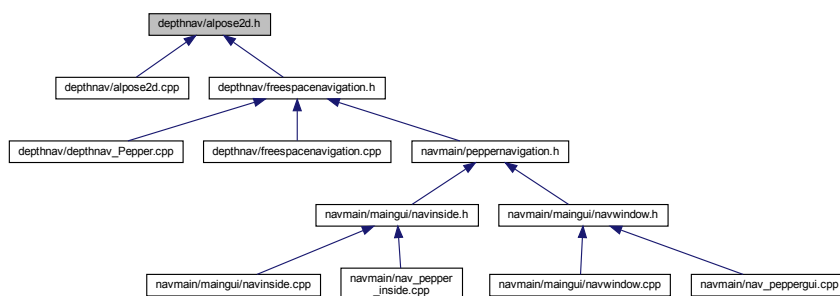 depthnav/alpose2d.h
depthnav/alpose2d.cpp
depthnav/freespacenavigation.h
depthnav/depthnav_Pepper.cpp
depthnav/freespacenavigation.cpp
navmain/peppernavigation.h
navmain/maingui/navinside.h
navmain/maingui/navwindow.h
navmain/maingui/navinside.cpp
navmain/nav_pepper
_inside.cpp
navmain/maingui/navwindow.cpp
navmain/nav_peppergui.cpp